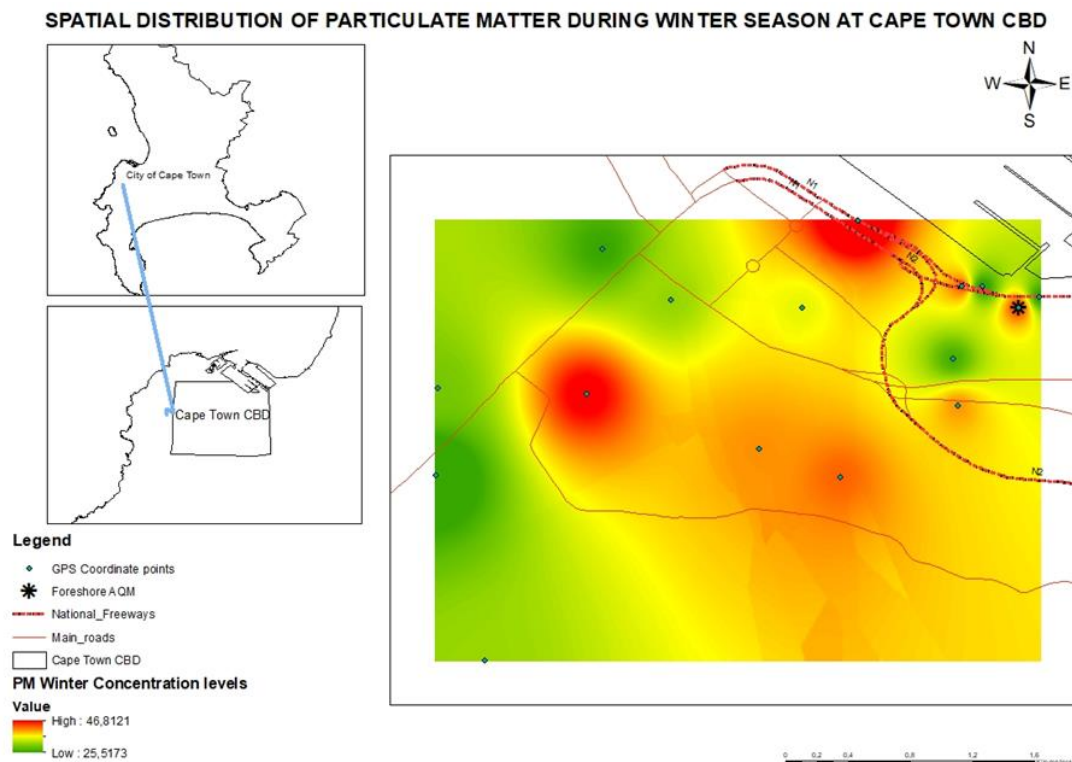 SPATIAL DISTRIBUTION OF PARTICULATE MATTER DURING WINTER SEASON AT CAPE TOWN CBD
N
W E
S
City of Cape Town
Cape Town CBD
N1
N1
N2
N2
Legend
GPS Coordinate points
Foreshore AQM
National_Freeways
Main_roads
Cape Town CBD
PM Winter Concentration levels
Value
High : 46,8121
Low : 25,5173
0 0,2 0,4 0,8 1,2